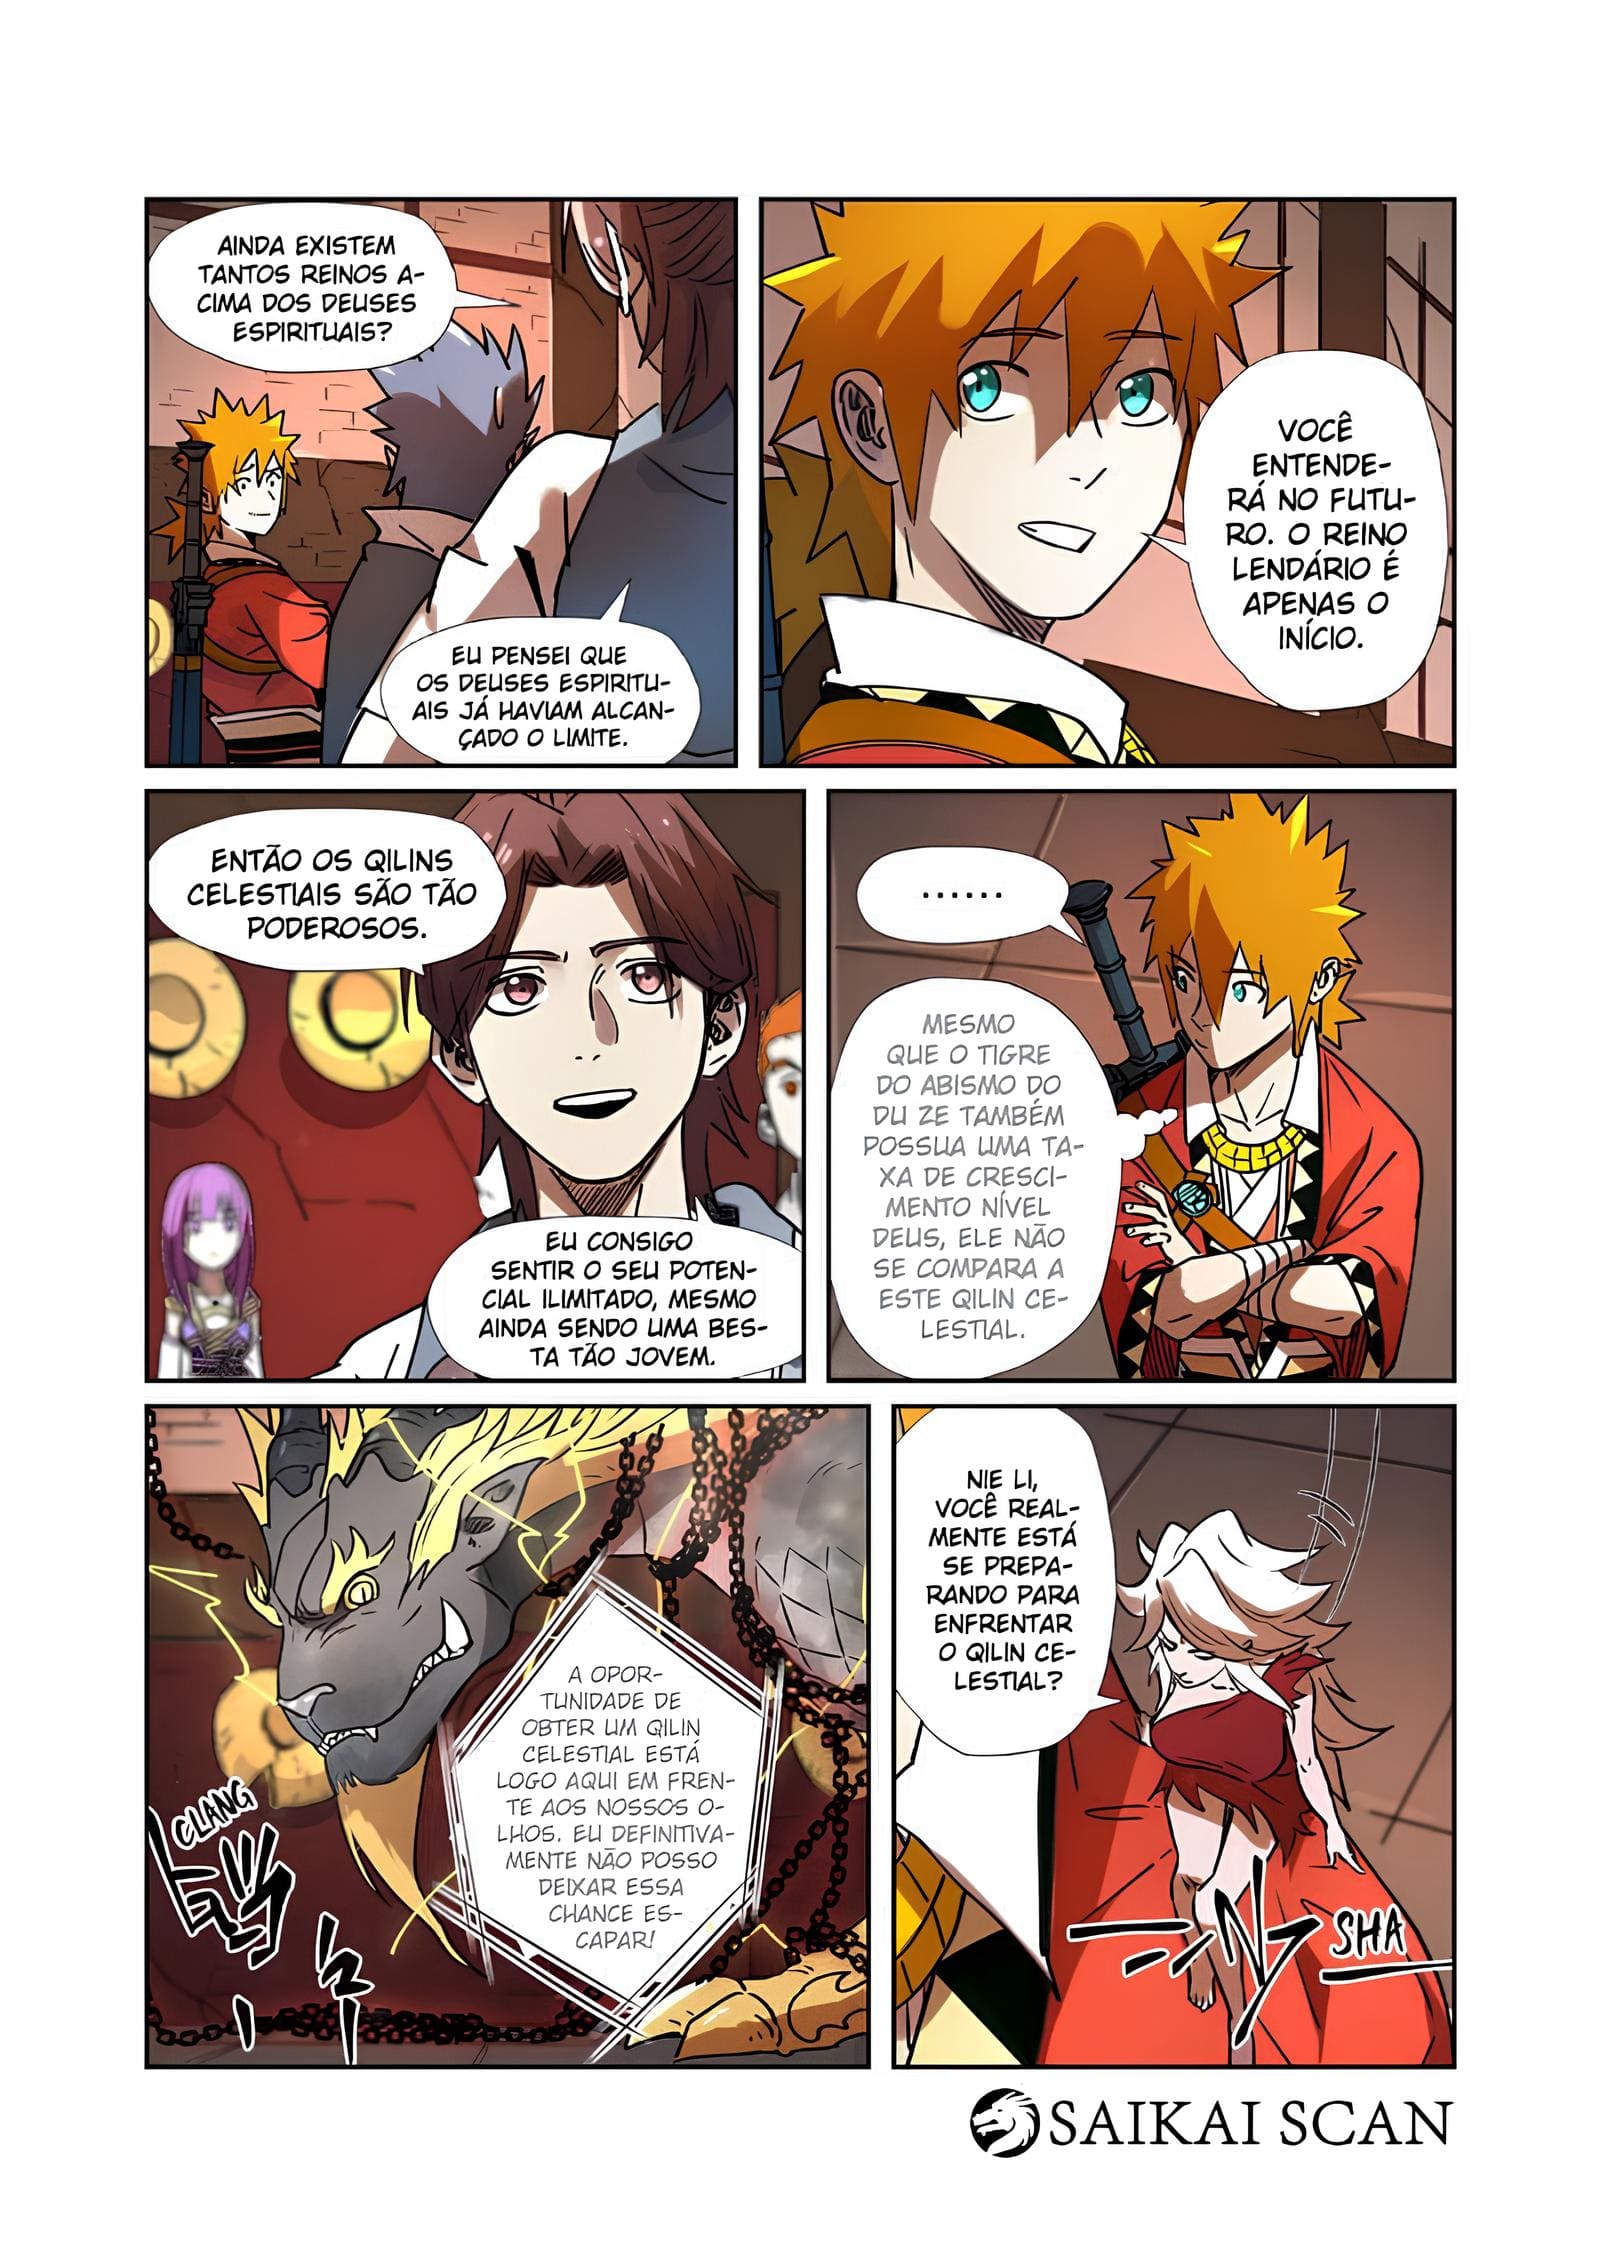 AINDA EXISTEM
TANTOS REINOS A-
CIMA DOS DEUSES
ESPIRITUAIS?
EU PENSEI QUE
OS DEUSES ESPIRITU-
AIS JÁ HAVIAM ALCAN-
ÇADO O LIMITE.
VOCÊ
ENTENDE-
RÁ NO FUTU-
RO. O REINO
LENDÁRIO É
APENAS O
INÍCIO.
ENTÃO OS QILINS
CELESTIAIS SÃO TÃO
PODEROSOS.
EU CONSIGO
SENTIR O SEU POTEN-
CIAL ILIMITADO, MESMO
AINDA SENDO UMA BES-
TA TÃO JOVEM.
......
MESMO
QUE O TIGRE
DO ABISMO DO
DU ZE TAMBÉM
POSSUA UMA TA-
XA DE CRESCI-
MENTO NÍVEL
DEUS, ELE NÃO
SE COMPARA A
ESTE QILIN CE-
LESTIAL.
A OPOR-
TUNIDADE DE
OBTER UM QILIN
CELESTIAL ESTÁ
LOGO AQUI EM FREN-
TE AOS NOSSOS O-
LHOS. EU DEFINITIVA-
MENTE NÃO POSSO
DEIXAR ESSA
CHANCE ES-
CAPAR!
CLANG
NIE LI,
VOCÊ REAL-
MENTE ESTÁ
SE PREPA-
RANDO PARA
ENFRENTAR
O QILIN CE-
LESTIAL?
SHA
SAIKAI SCAN